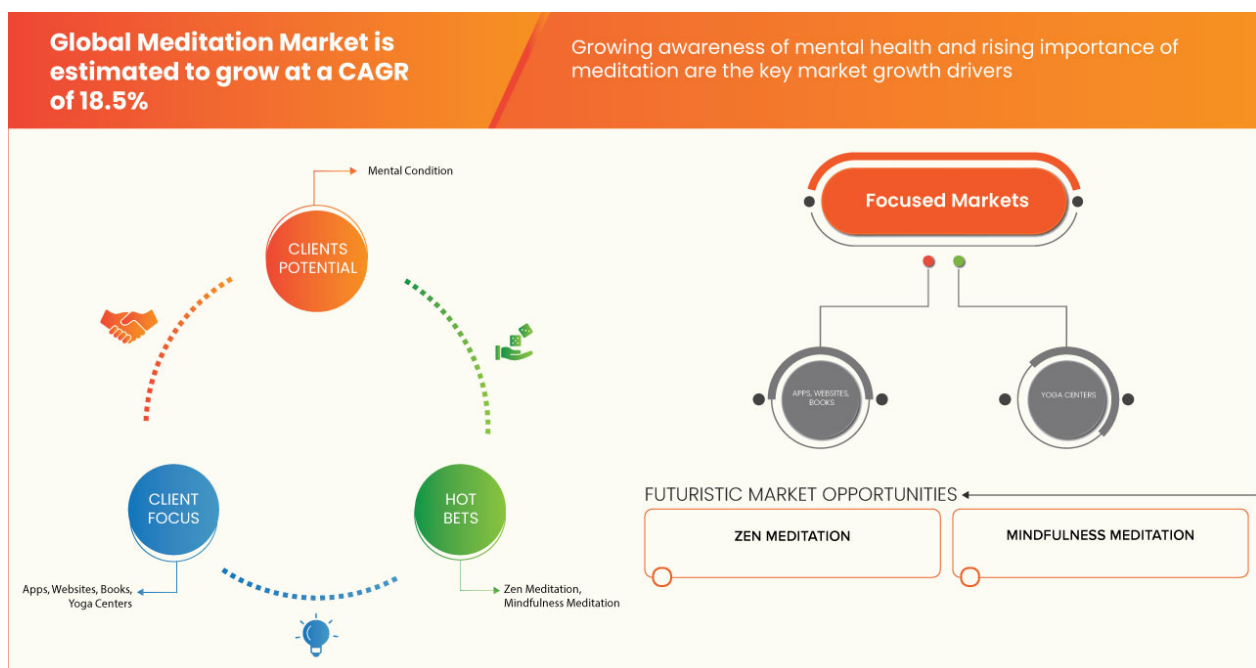 Global Meditation Market is
estimated to grow at a CAGR
of 18.5%
Growing awareness of mental health and rising importance of
meditation are the key market growth drivers
Mental Condition
CLIENTS
POTENTIAL
CLIENT
FOCUS
Apps, Websites, Books,
Yoga Centers
HOT
BETS
Zen Meditation,
Mindfulness Meditation
Focused Markets
APPS, WEBSITES,
BOOKS
YOGA CENTERS
FUTURISTIC MARKET OPPORTUNITIES
ZEN MEDITATION
MINDFULNESS MEDITATION